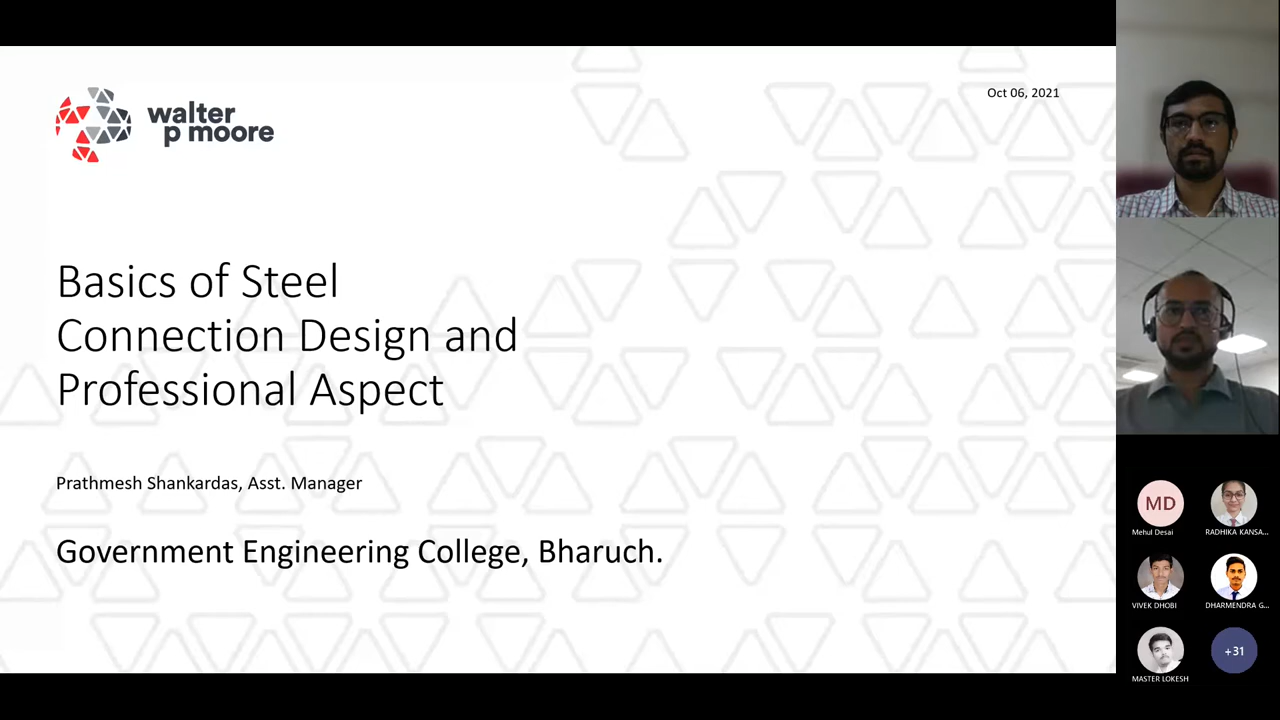 walter
p moore
Oct 06, 2021
Basics of Steel
Connection Design and
Professional Aspect
Prathmesh Shankardas, Asst. Manager
Government Engineering College, Bharuch.
MD
Mehul Desai
RADHIKA KANSA...
VIVEK DHOBI
DHARMENDRA G...
MASTER LOKESH
+31